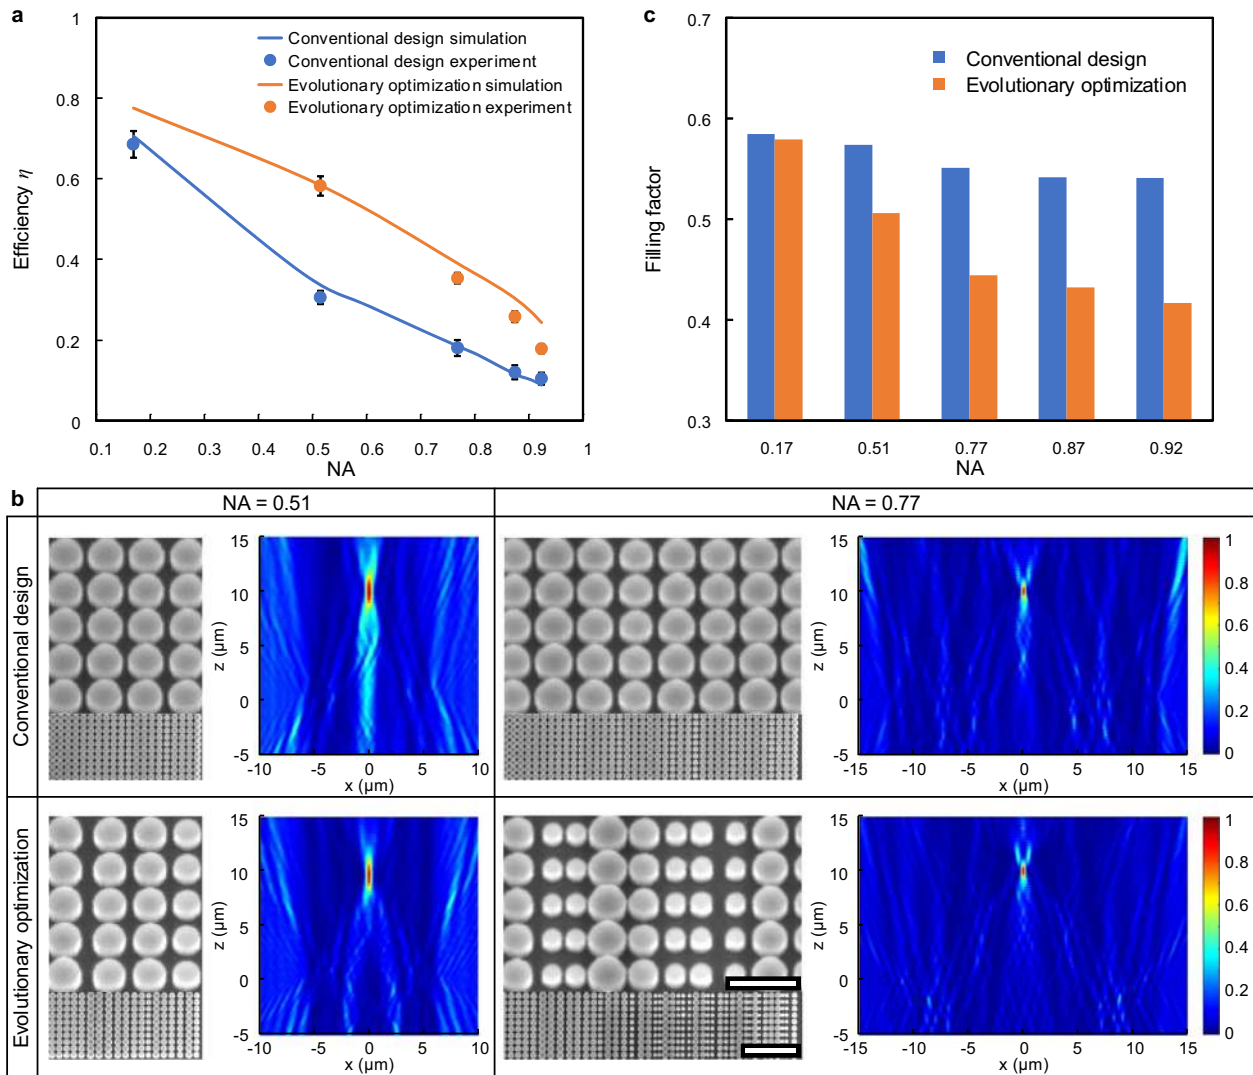 a
1
0.8
0.6
0.4
0.2
0
Efficiency η
Conventional design simulation
Conventional design experiment
Evolutionary optimization simulation
Evolutionary optimization experiment
0.1 0.2 0.3 0.4 0.5 0.6 0.7 0.8 0.9 1
NA
c
0.7
0.6
0.5
0.4
0.3
Filling factor
Conventional design
Evolutionary optimization
0.17 0.51 0.77 0.87 0.92
NA
b
NA = 0.51
NA = 0.77
Conventional design
15
10
5
0
-5
z (μm)
-10 -5 0 5 10
x (μm)
15
10
5
0
-5
z (μm)
-15 -10 -5 0 5 10 15
x (μm)
1
0.8
0.6
0.4
0.2
0
Evolutionary optimization
15
10
5
0
-5
z (μm)
-10 -5 0 5 10
x (μm)
15
10
5
0
-5
z (μm)
-15 -10 -5 0 5 10 15
x (μm)
1
0.8
0.6
0.4
0.2
0